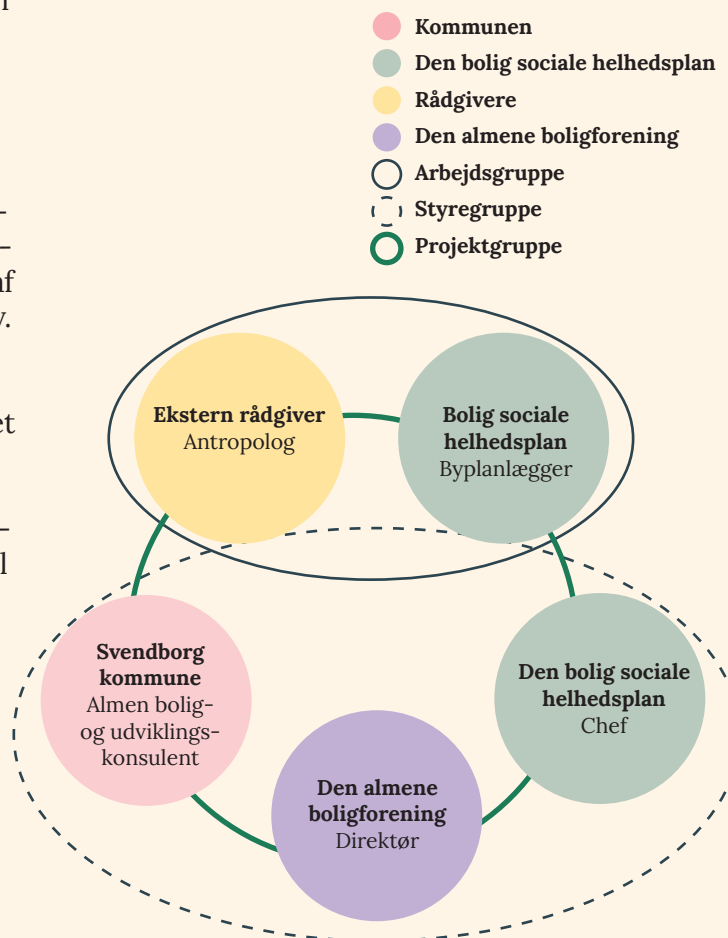 Kommunen
Den bolig sociale helhedsplan
Rådgivere
Den almene boligforening
Arbejdsgruppe
Styregruppe
Projektgruppe
Ekstern rådgiver
Antropolog
Bolig sociale
helhedsplan
Byplanlægger
Svendborg
kommune
Almen bolig-
og udviklings-
konsulent
Den bolig sociale
helhedsplan
Chef
Den almene
boligforening
Direktør